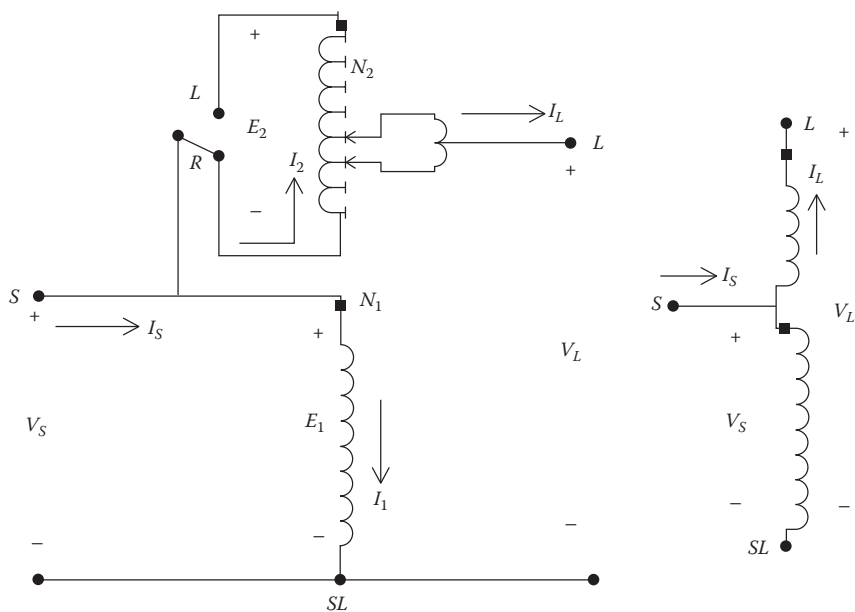 +
N₂
L
E₂
I_L
L
+
R
I₂
−
S
+
I_S
N₁
+
V_L
V_S
E₁
I₁
−
−
−
SL
L
+
I_L
I_S
S
V_L
+
V_S
−
−
SL